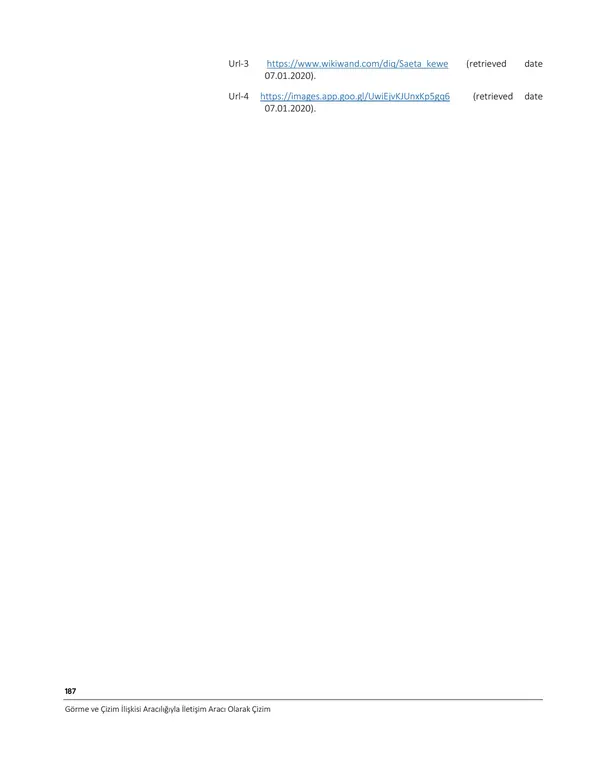 Url-3 https://www.wikiwand.com/diq/Saeta_kewe (retrieved date
07.01.2020).
Url-4 https://images.app.goo.gl/UwiEjvKJUnxKp5gq6 (retrieved date
07.01.2020).
187
Görme ve Çizim İlişkisi Aracılığıyla İletişim Aracı Olarak Çizim